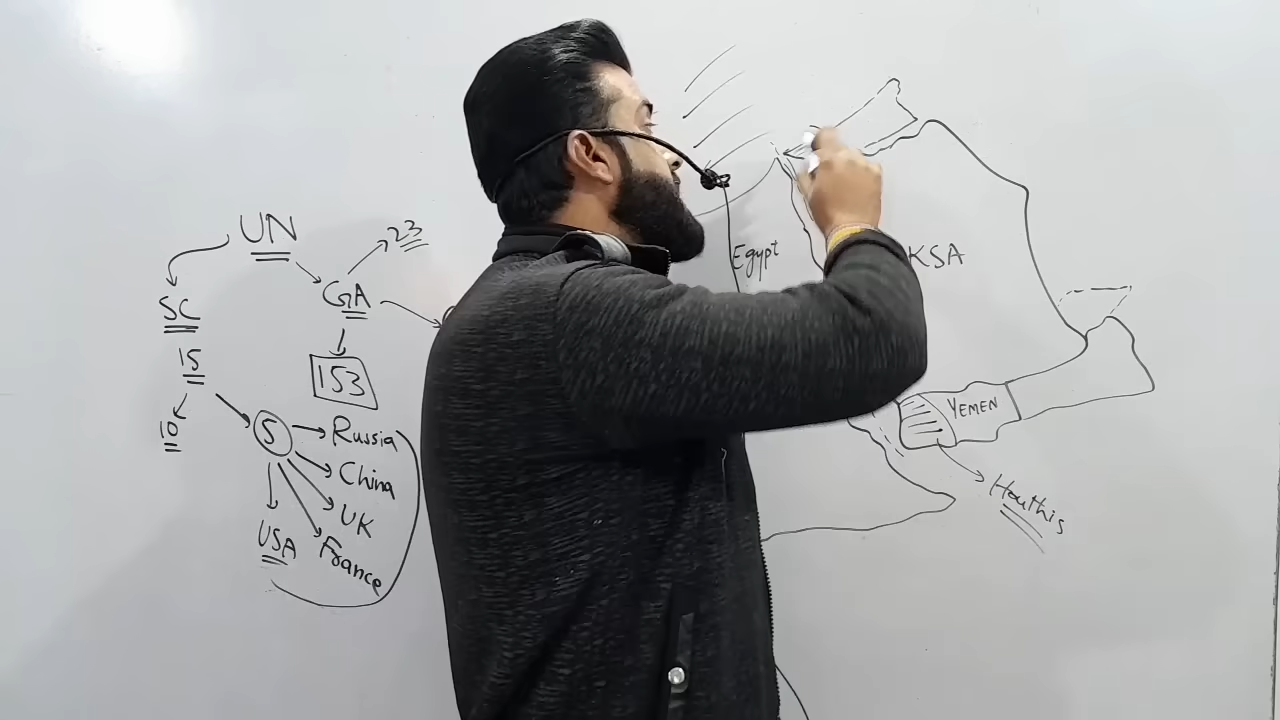 UN
23
SC
GA
15
153
10
5
Russia
China
UK
France
USA
Egypt
KSA
YEMEN
Houthis